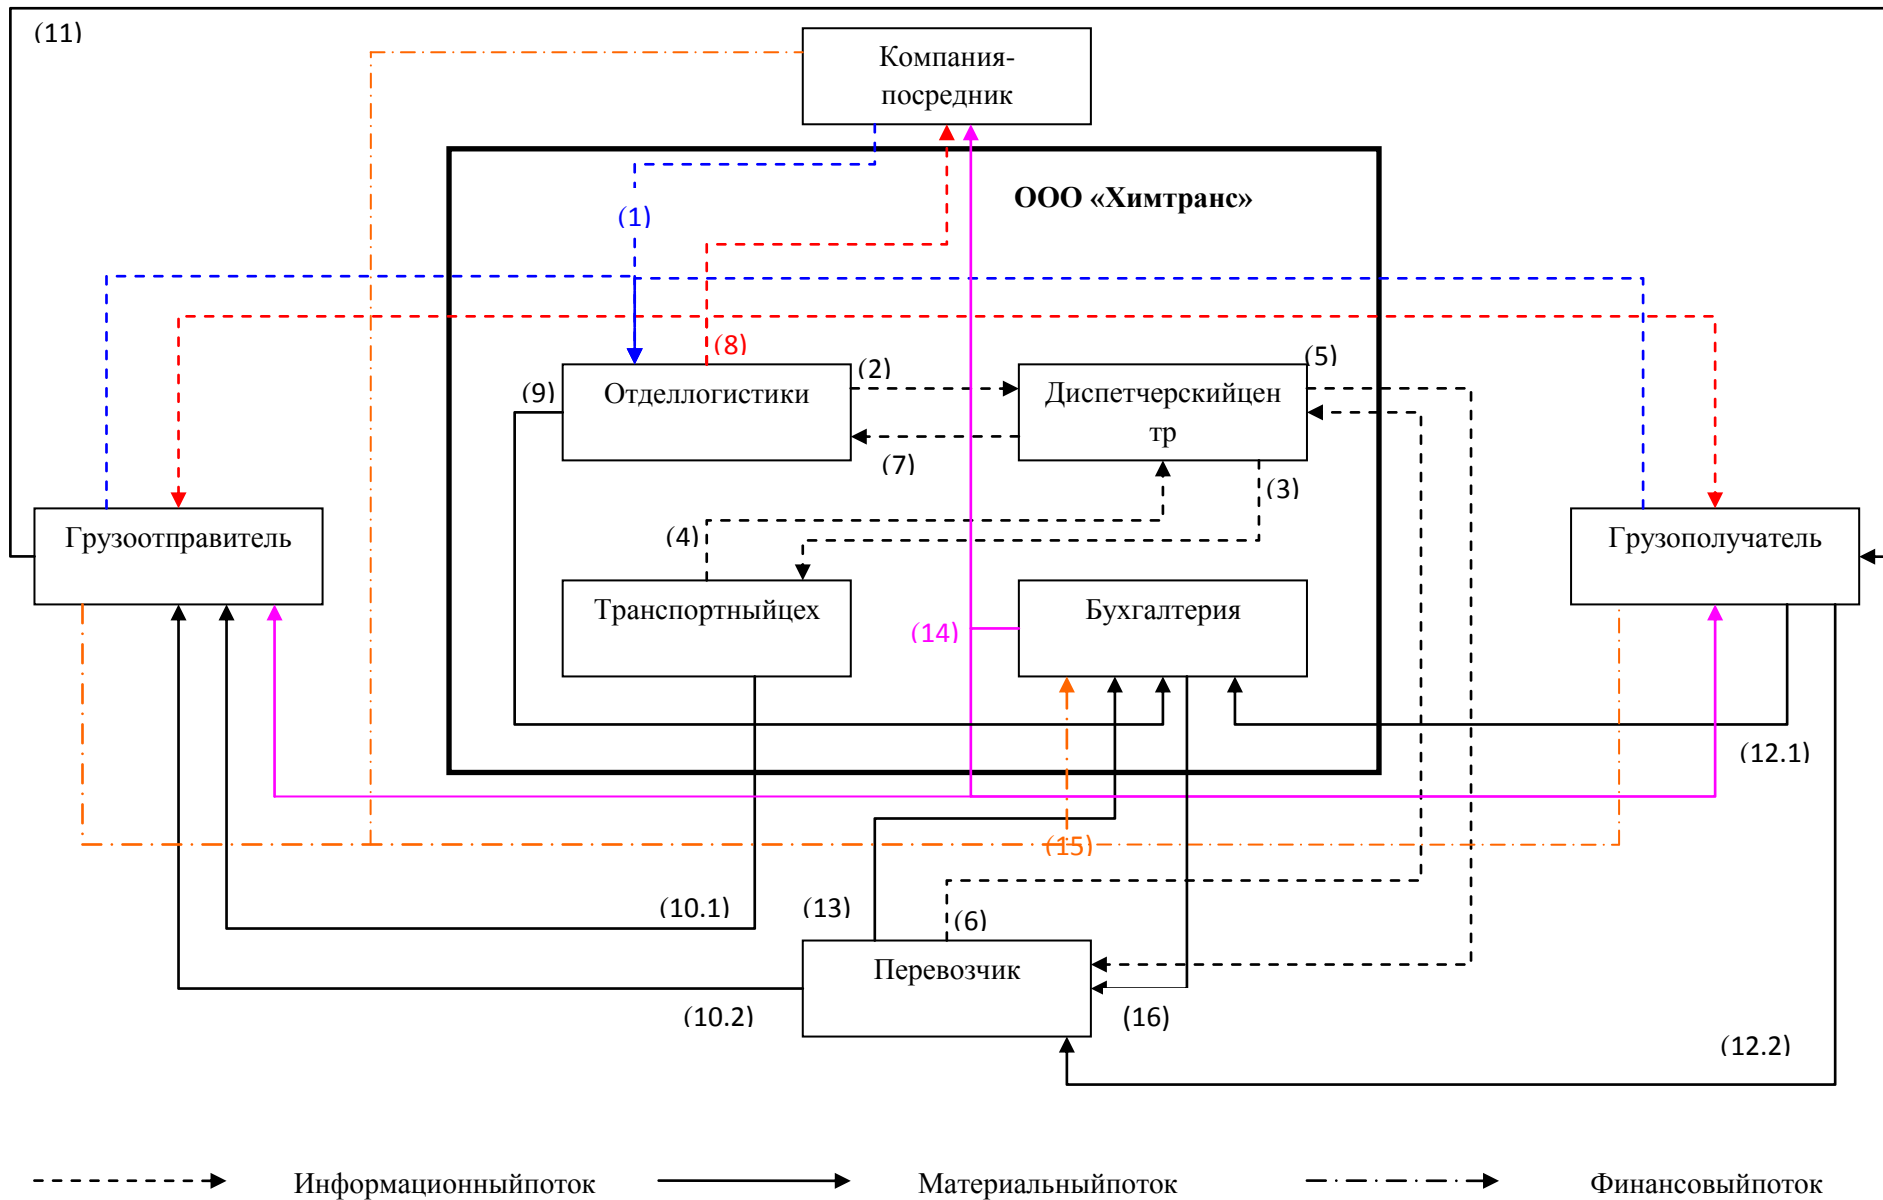 (11)
Компания-
посредник
ООО «Химтранс»
(1)
(8)
(2)
(5)
(9)
Отделлогистики
Диспетчерскийцен
тр
(7)
(3)
Грузоотправитель
(4)
Грузополучатель
Транспортныйцех
Бухгалтерия
(14)
(12.1)
(15)
(10.1)
(13)
(6)
Перевозчик
(10.2)
(16)
(12.2)
Информационныйпоток
Материальныйпоток
Финансовыйпоток